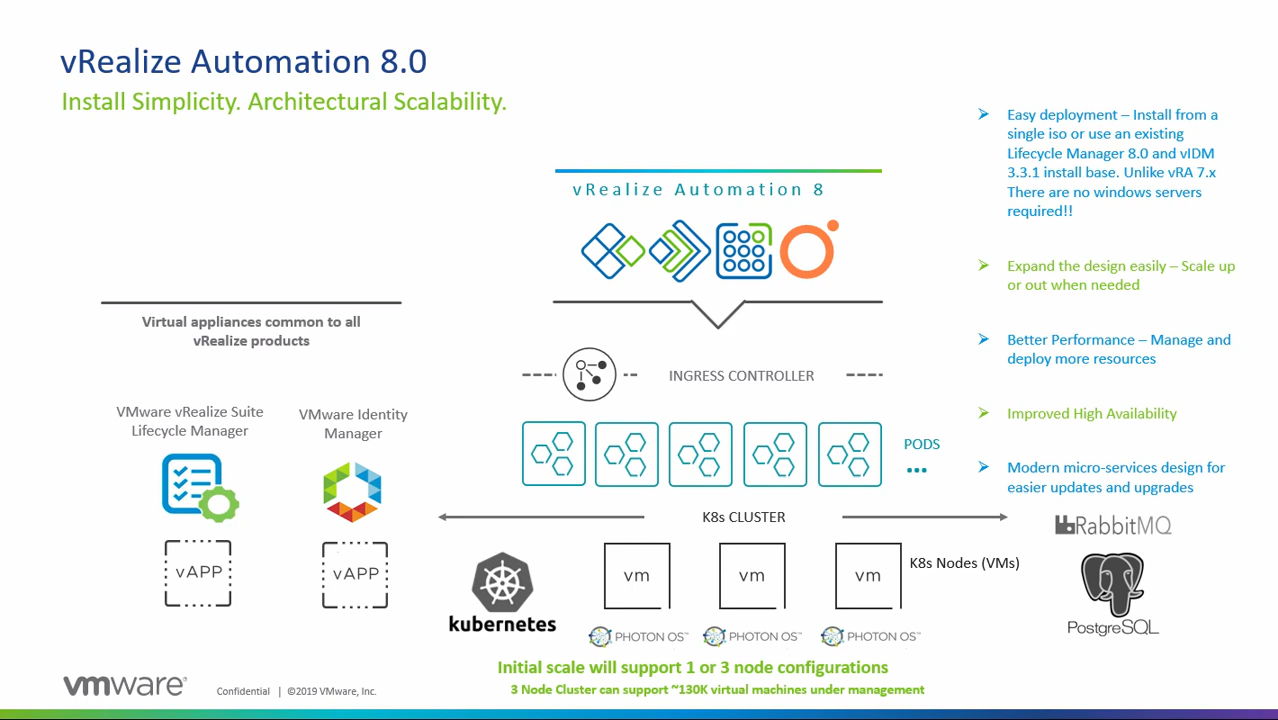 vRealize Automation 8.0
Install Simplicity. Architectural Scalability.
Virtual appliances common to all
vRealize products
VMware vRealize Suite
Lifecycle Manager
VMware Identity
Manager
vAPP
vAPP
vRealize Automation 8
INGRESS CONTROLLER
PODS
K8s CLUSTER
kubernetes
vm
vm
vm
K8s Nodes (VMs)
PHOTON OS™
PHOTON OS™
PHOTON OS™
Initial scale will support 1 or 3 node configurations
3 Node Cluster can support ~130K virtual machines under management
Easy deployment – Install from a
single iso or use an existing
Lifecycle Manager 8.0 and vIDM
3.3.1 install base. Unlike vRA 7.x
There are no windows servers
required!!
Expand the design easily – Scale up
or out when needed
Better Performance – Manage and
deploy more resources
Improved High Availability
Modern micro-services design for
easier updates and upgrades
RabbitMQ
PostgreSQL
vmware®
Confidential | ©2019 VMware, Inc.